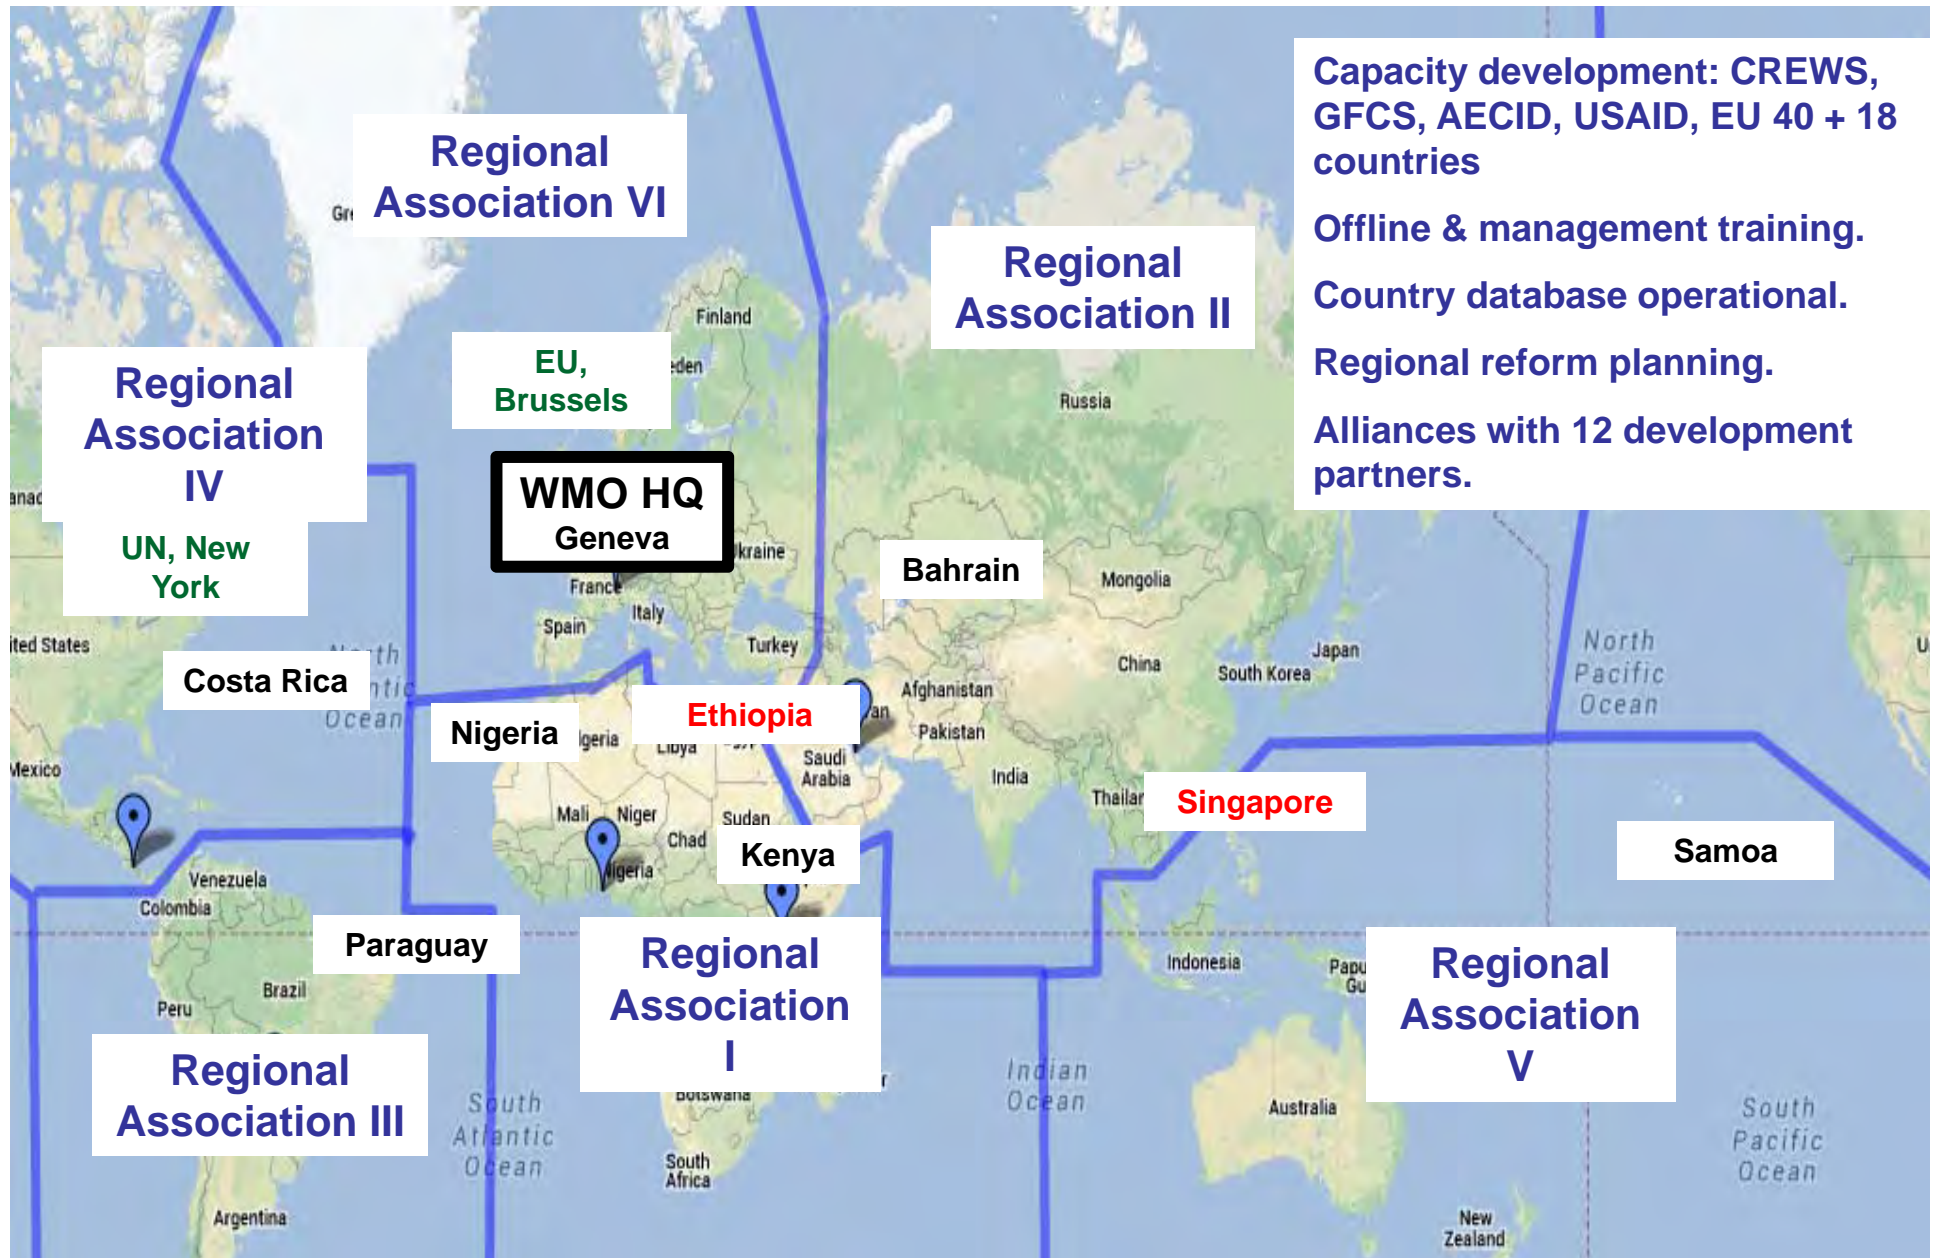 Capacity development: CREWS,
GFCS, AECID, USAID, EU 40 + 18
countries
Offline & management training.
Country database operational.
Regional reform planning.
Alliances with 12 development
partners.
Regional
Association VI
Regional
Association II
Finland
EU,
Brussels
Russia
Regional
Association
IV
UN, New
York
WMO HQ
Geneva
France
Italy
Spain
Turkey
Bahrain
Mongolia
China
Japan
South Korea
Afghanistan
Pakistan
India
North
Pacific
Ocean
Costa Rica
Ocean
Nigeria
Ethiopia
Libya
Saudi
Arabia
Mexico
Mali
Niger
Chad
Sudan
Kenya
Singapore
Samoa
Venezuela
Colombia
Paraguay
Brazil
Peru
Regional
Association
I
Indonesia
Regional
Association
V
Regional
Association III
Botswana
South
Africa
South
Atlantic
Ocean
Indian
Ocean
Australia
South
Pacific
Ocean
Argentina
New
Zealand